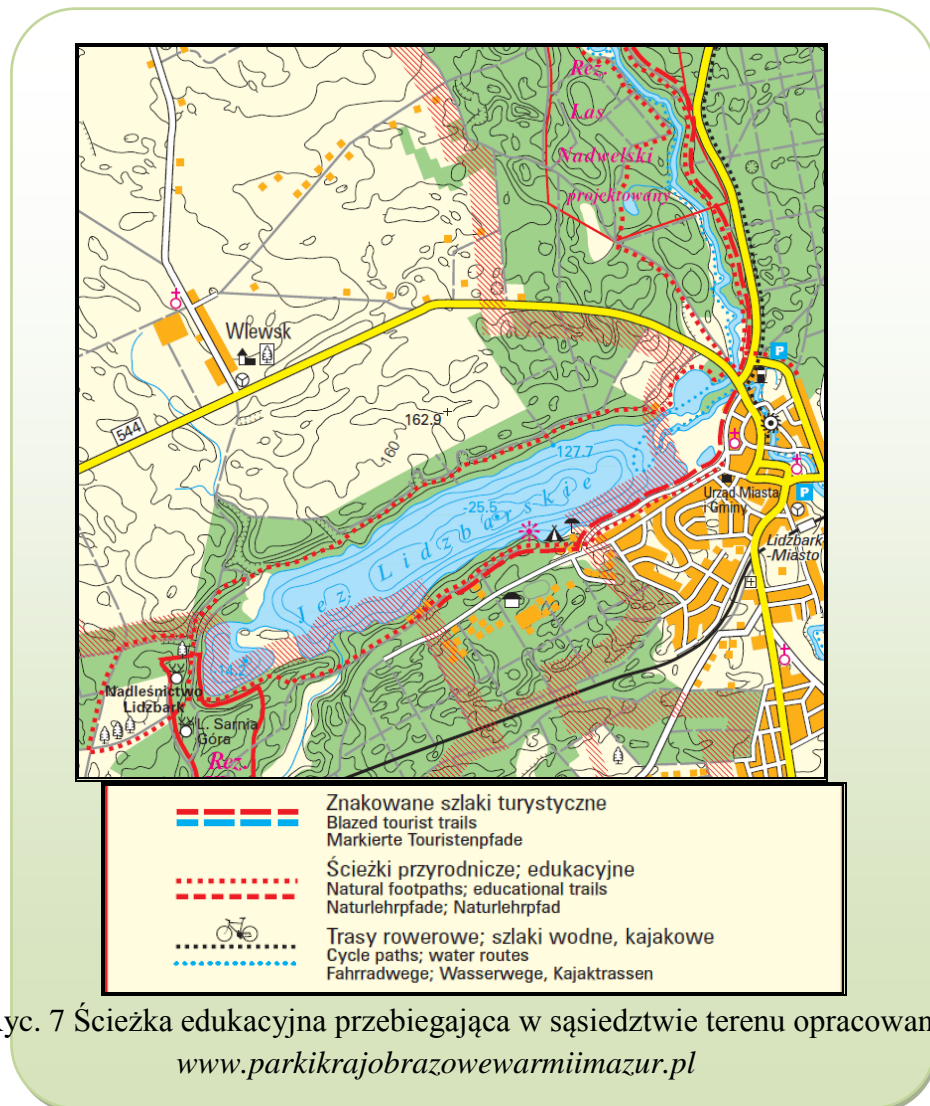 Rez.
Las
Nadwelski
projektowany
P
Wlewsk
544
162.9
160
127.7
-25.5
Jez. Lidzbarskie
Urząd Miasta
i Gminy
P
Lidzbark
-Miasto
14.2
Nadleśnictwo
Lidzbark
L. Sarnia
Góra
Rez.
Znakowane szlaki turystyczne
Blazed tourist trails
Markierte Touristenpfade
Ścieżki przyrodnicze; edukacyjne
Natural footpaths; educational trails
Naturlehrpfade; Naturlehrpfad
Trasy rowerowe; szlaki wodne, kajakowe
Cycle paths; water routes
Fahrradwege; Wasserwege, Kajaktrassen
yc. 7 Ścieżka edukacyjna przebiegająca w sąsiedztwie terenu opracowan
www.parkikrajobrazowewarmiimazur.pl